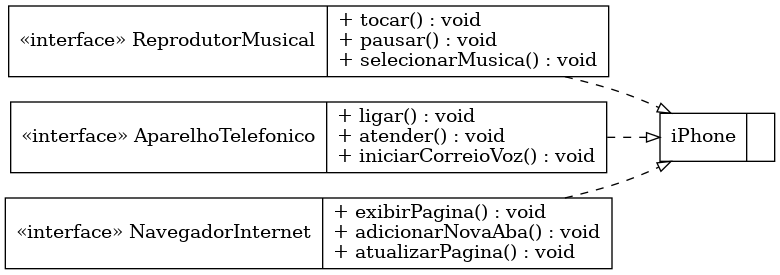 «interface» ReprodutorMusical
+ tocar() : void
+ pausar() : void
+ selecionarMusica() : void
«interface» AparelhoTelefonico
+ ligar() : void
+ atender() : void
+ iniciarCorreioVoz() : void
iPhone
«interface» NavegadorInternet
+ exibirPagina() : void
+ adicionarNovaAba() : void
+ atualizarPagina() : void